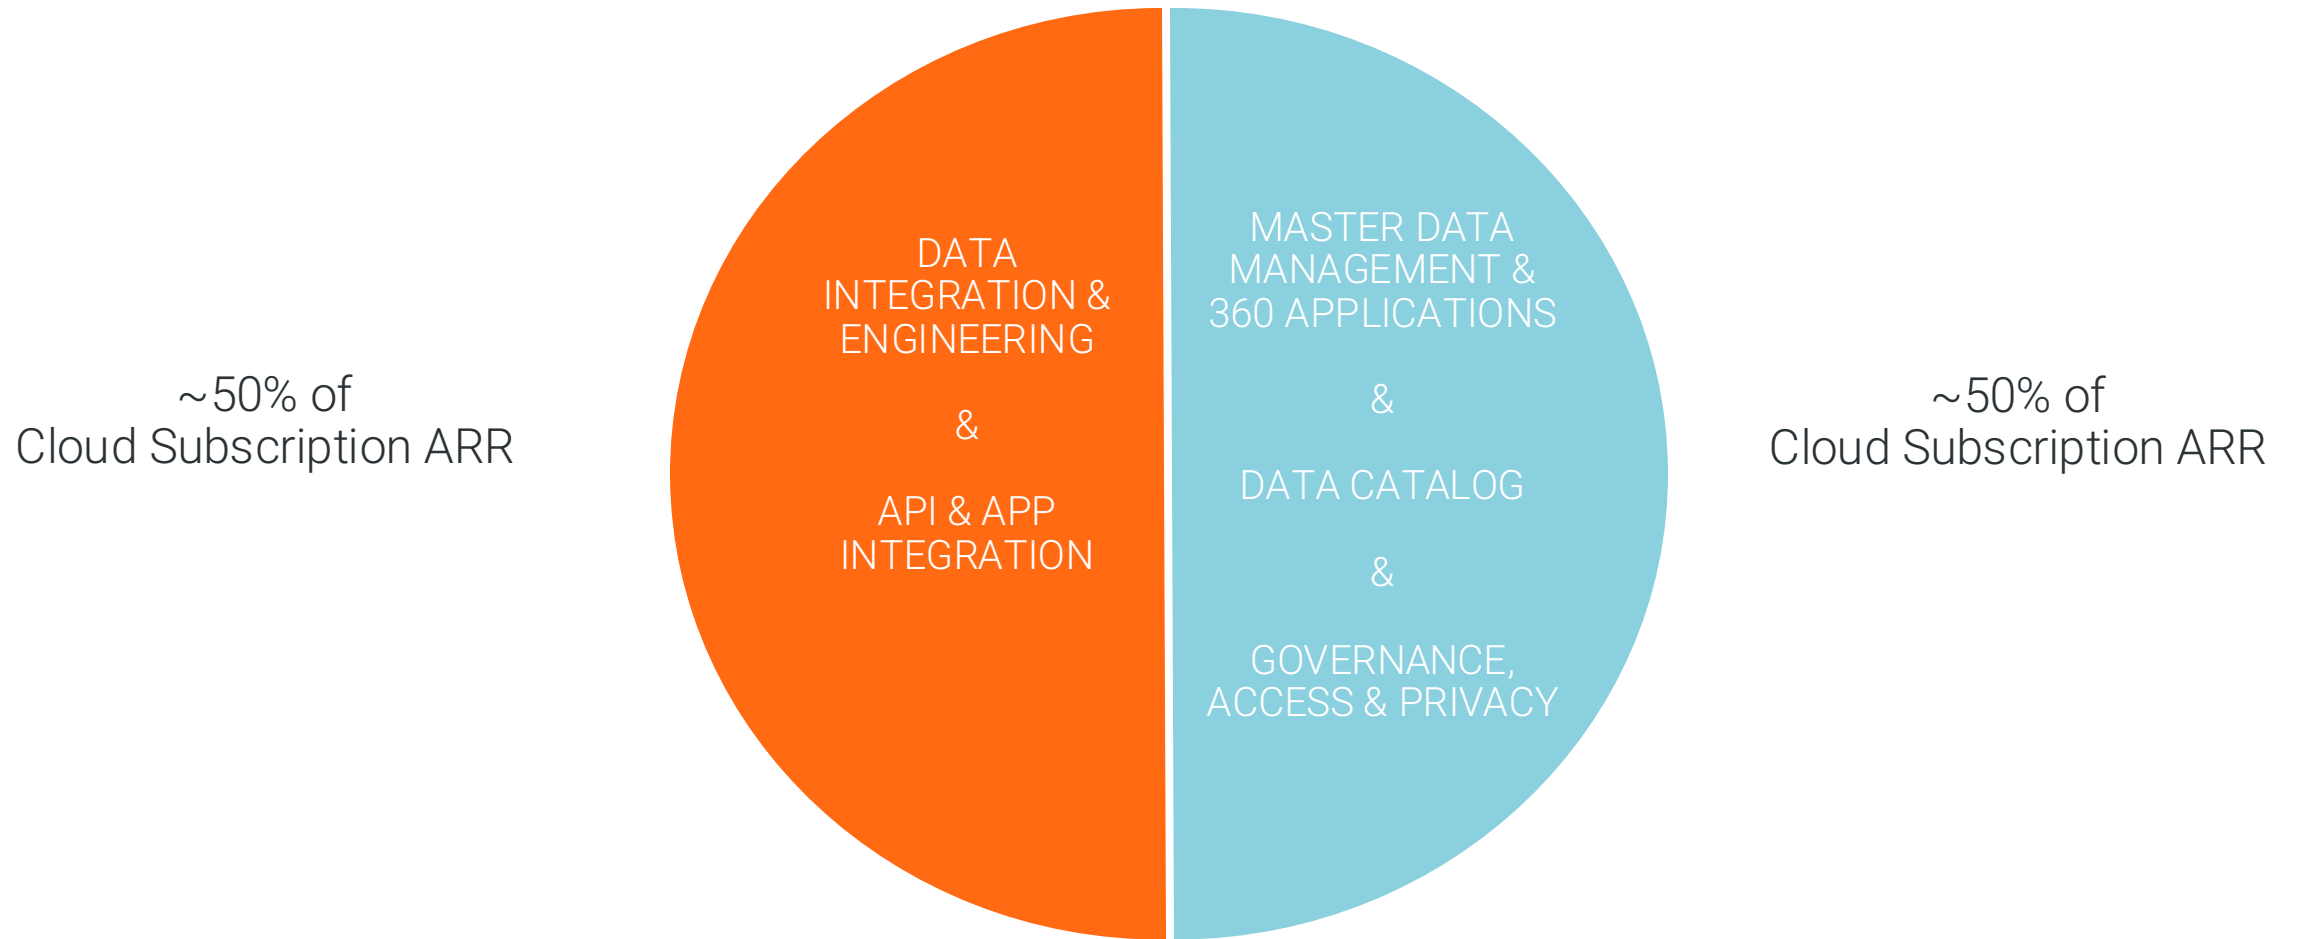 ~50% of
Cloud Subscription ARR
DATA
INTEGRATION &
ENGINEERING
&
API & APP
INTEGRATION
MASTER DATA
MANAGEMENT &
360 APPLICATIONS
&
DATA CATALOG
&
GOVERNANCE,
ACCESS & PRIVACY
~50% of
Cloud Subscription ARR